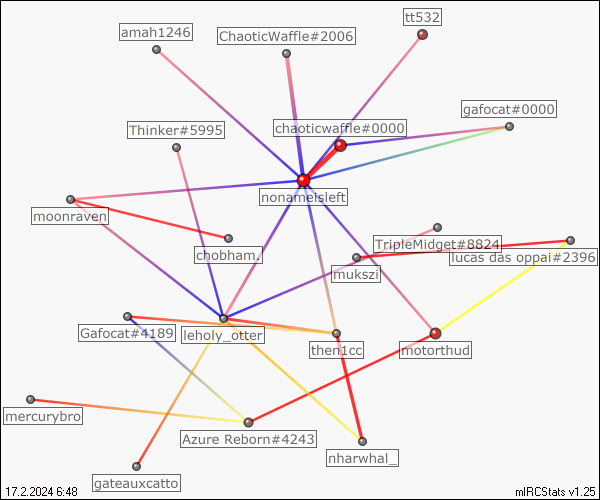 tt532
amah1246
ChaoticWaffle#2006
gafocat#0000
Thinker#5995
chaoticwaffle#0000
nonameisleft
moonraven
TripleMidget#8824
chobham.
lucas das oppai#2396
mukszi
Gafocat#4189
leholy_otter
then1cc
motorthud
mercurybro
Azure Reborn#4243
nharwhal_
gateauxcatto
17.2.2024 6:48
mIRCStats v1.25